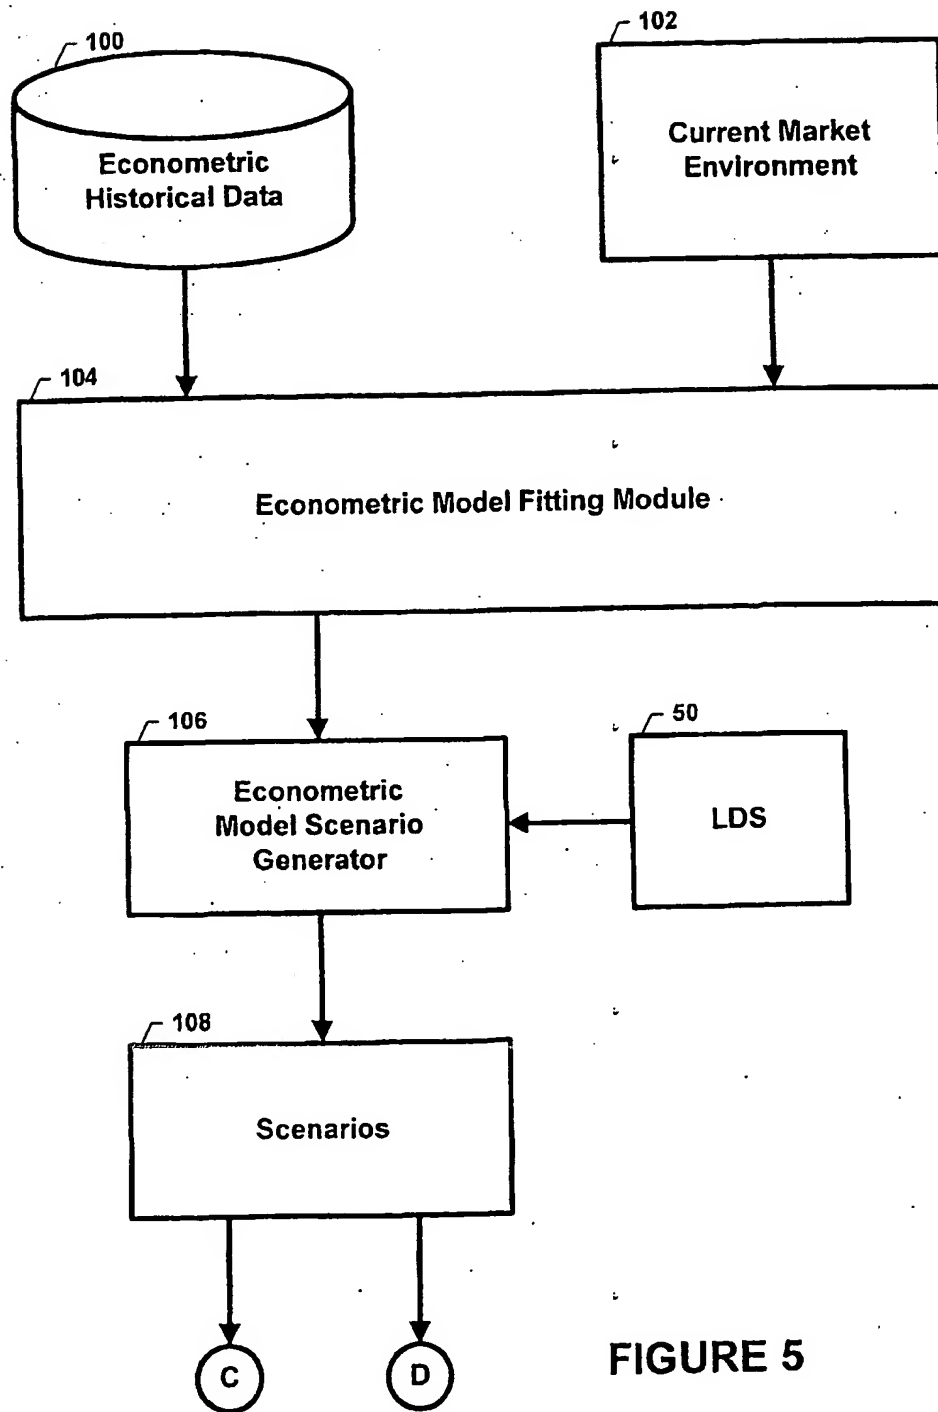 100
102
Econometric
Historical Data
Current Market
Environment
104
Econometric Model Fitting Module
106
50
Econometric
Model Scenario
Generator
LDS
108
Scenarios
C
D
FIGURE 5